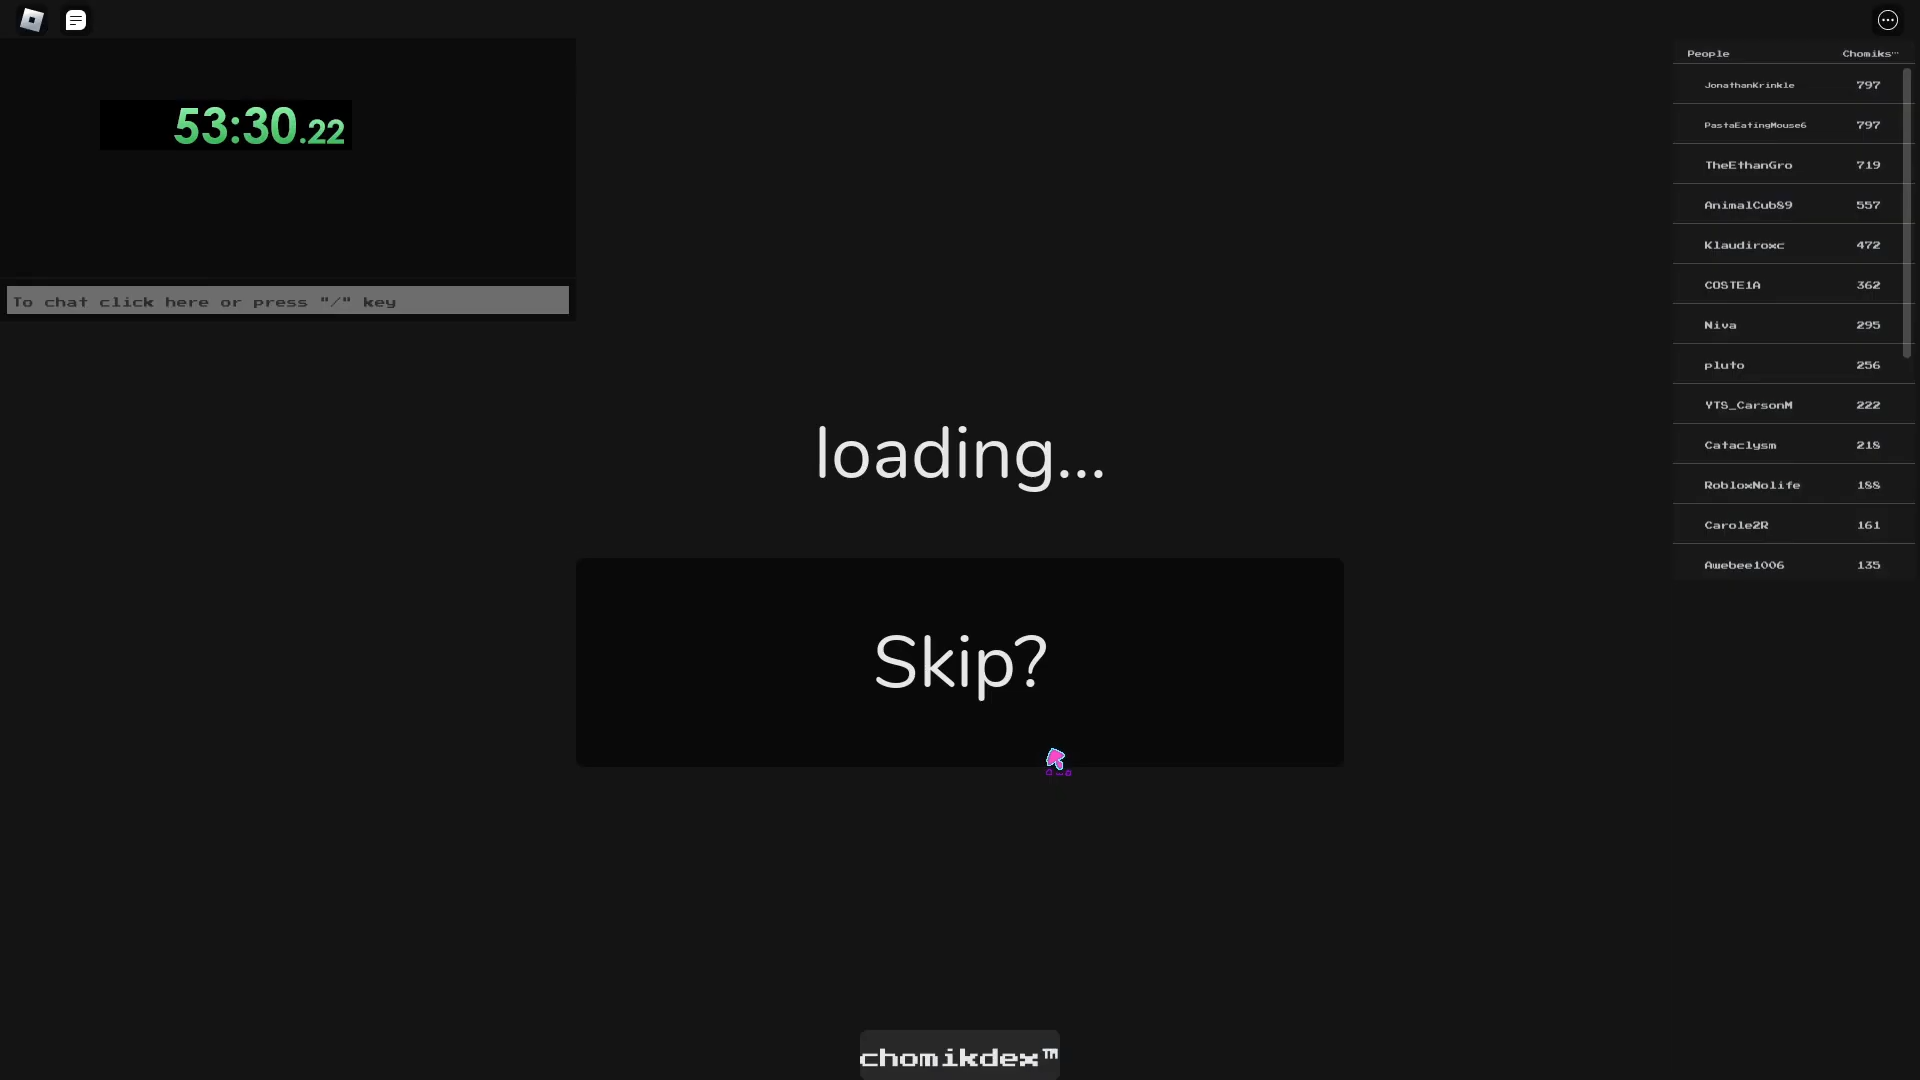 53:30.22
To chat click here or press "/" key
loading...
Skip?
chomikdex™
People Chomiks...
JonathanKrinkle 797
PastaEatingMouse6 797
TheEthanGro 719
AnimalCub89 557
Klaudiroxc 472
COSTE1A 362
Niva 295
pluto 256
YTS_CarsonM 222
Cataclysm 218
RobloxNolife 188
Carole2R 161
Awebee1006 135